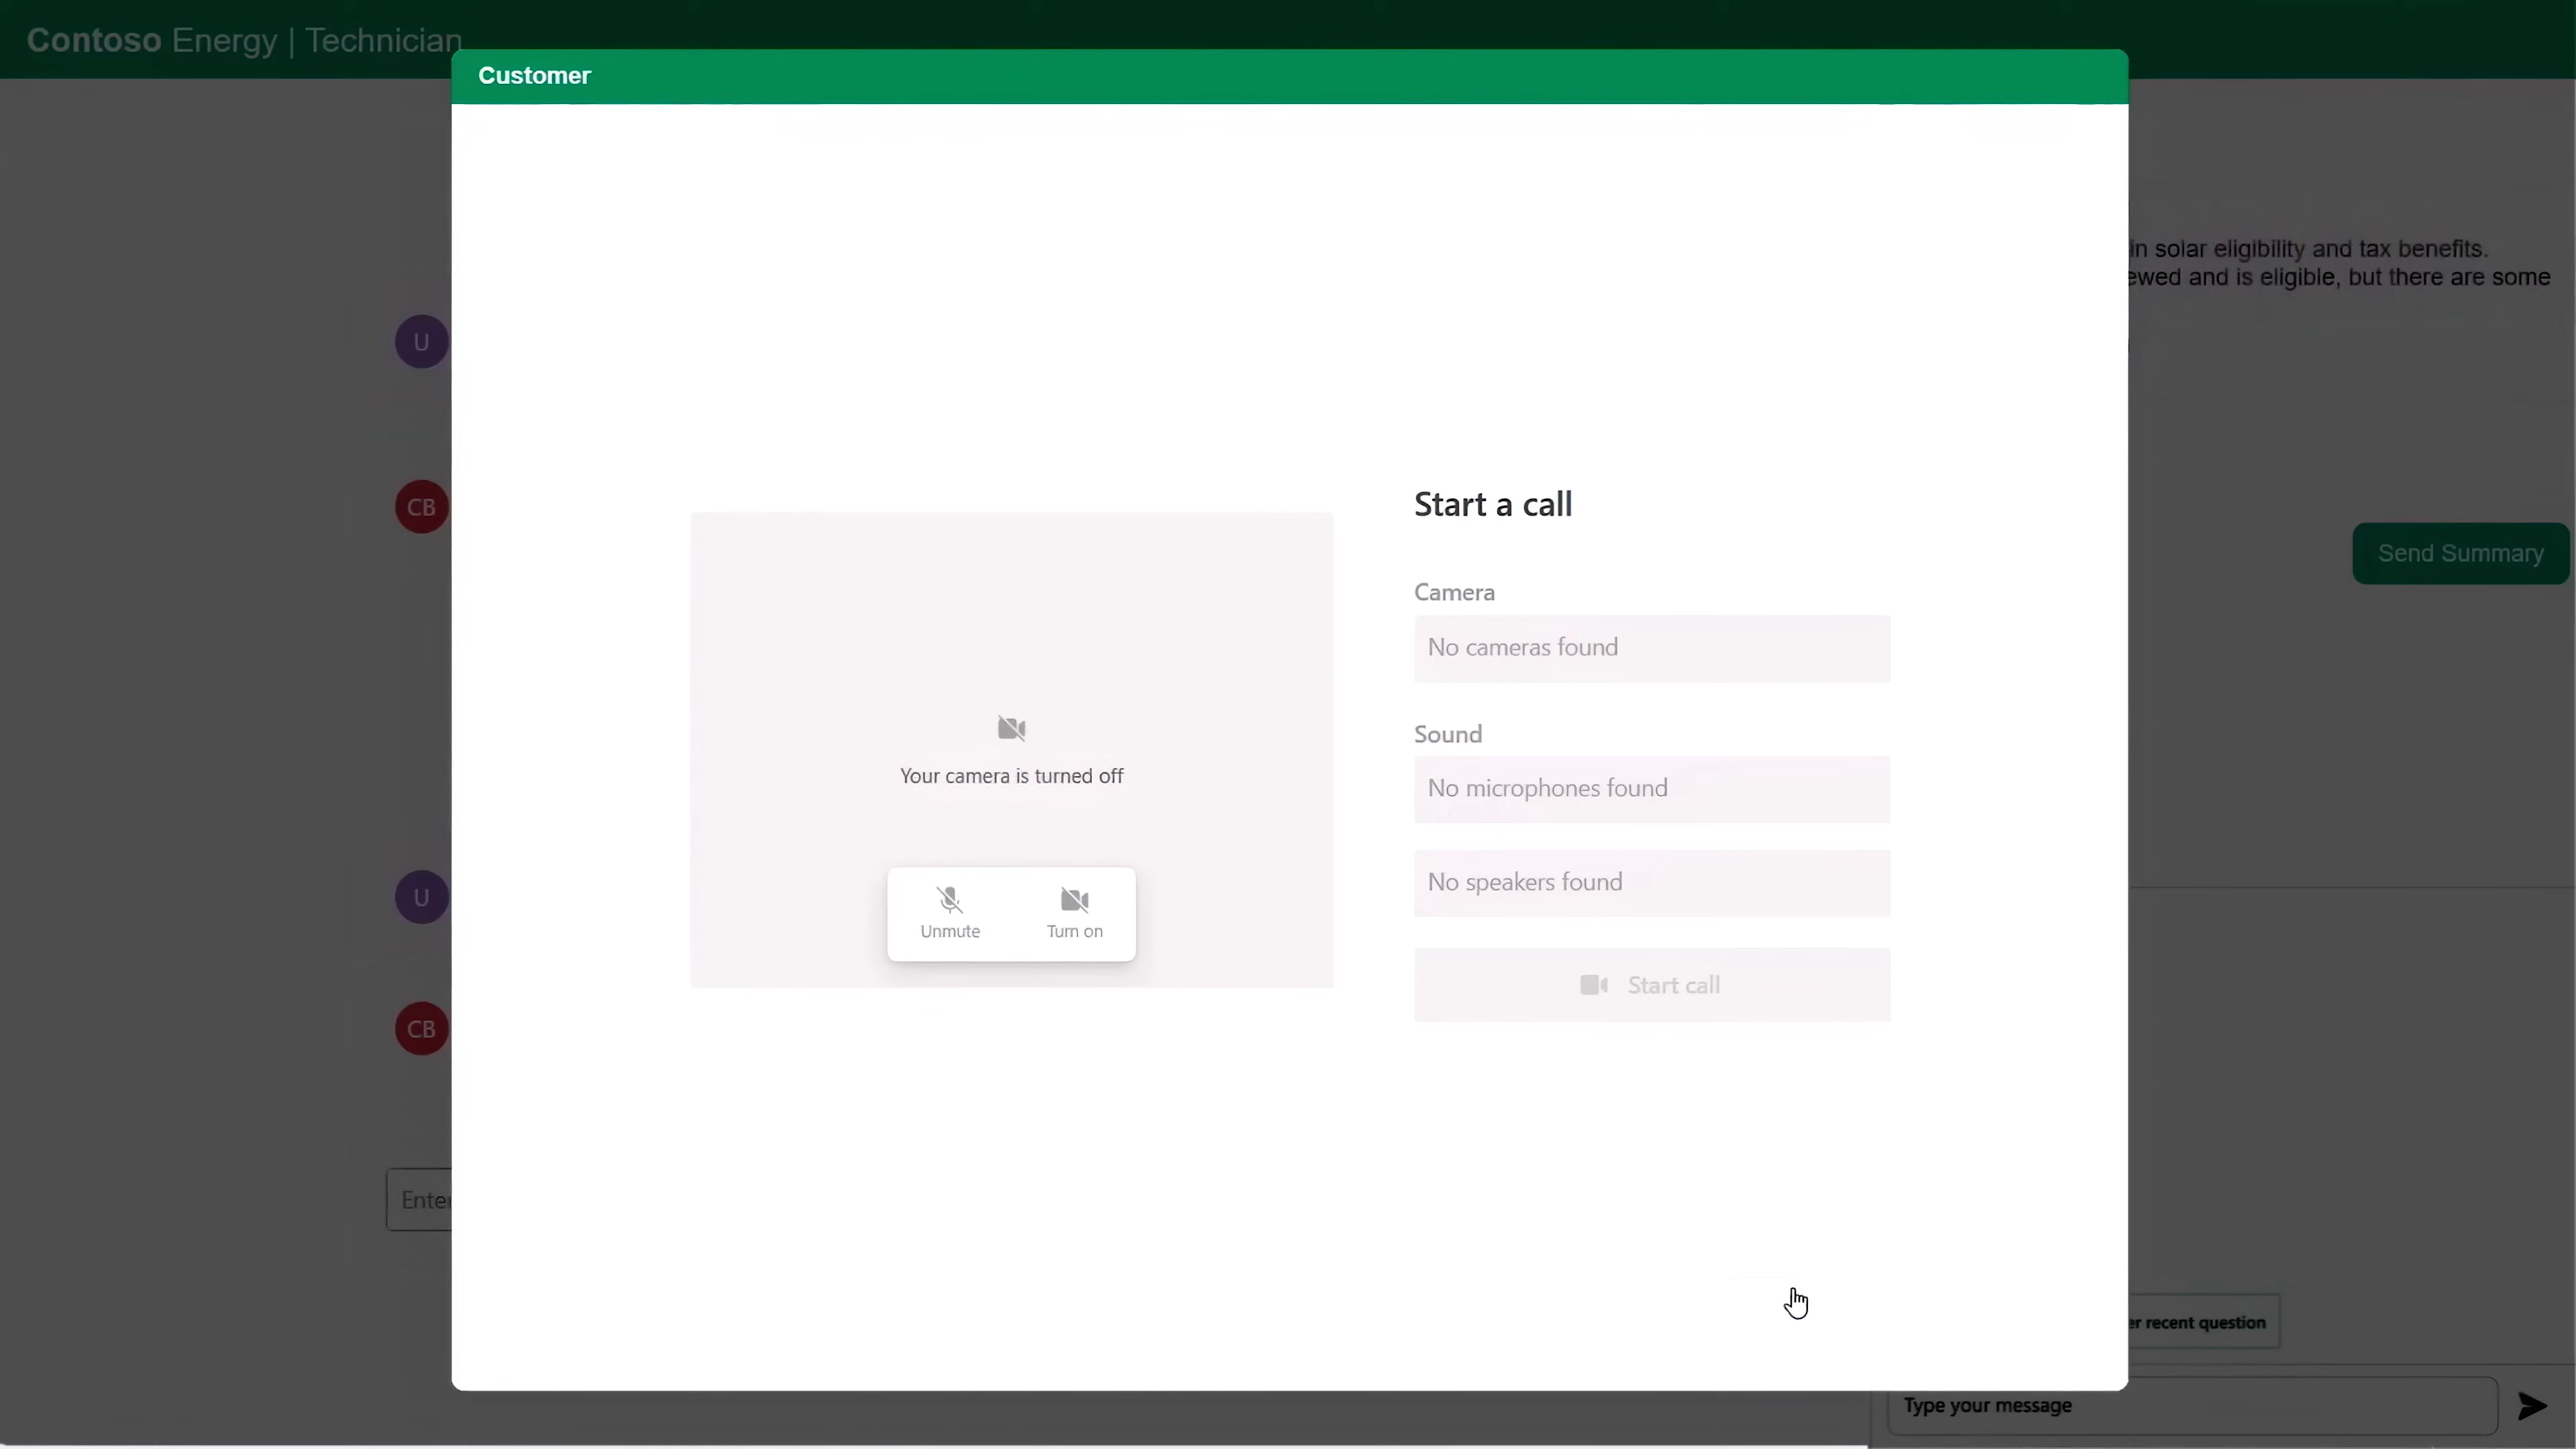 Contoso Energy | Technician
Customer
in solar eligibility and tax benefits.
ewed and is eligible, but there are some
U
CB
Send Summary
Start a call
Camera
No cameras found
Your camera is turned off
Sound
No microphones found
No speakers found
Unmute
Turn on
Start call
U
CB
Enter
er recent question
Type your message